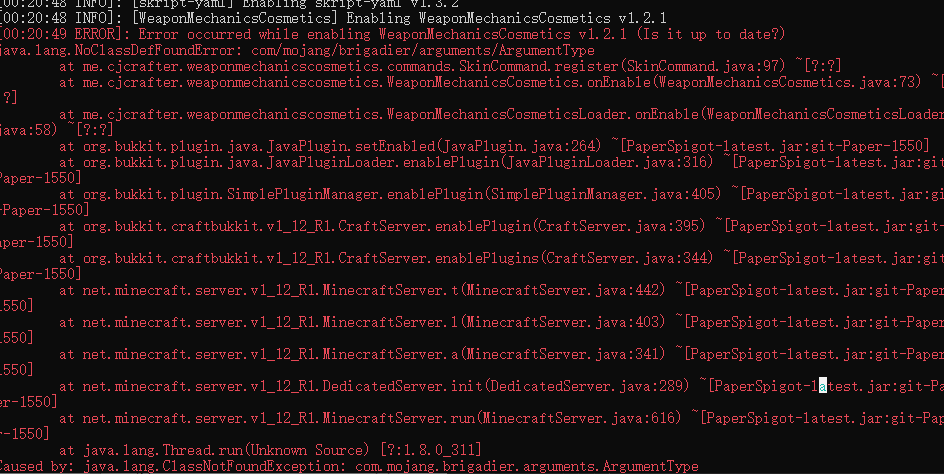 [00:20:48 INFO]: [skript-yaml] Enabling skript-yaml v1.3.2
[00:20:48 INFO]: [WeaponMechanicsCosmetics] Enabling WeaponMechanicsCosmetics v1.2.1
[00:20:49 ERROR]: Error occurred while enabling WeaponMechanicsCosmetics v1.2.1 (Is it up to date?)
java.lang.NoClassDefFoundError: com/mojang/brigadier/arguments/ArgumentType
at me.cjcrafter.weaponmechanicscosmetics.commands.SkinCommand.register(SkinCommand.java:97) ~[?:?]
at me.cjcrafter.weaponmechanicscosmetics.WeaponMechanicsCosmetics.onEnable(WeaponMechanicsCosmetics.java:73) ~[
?]
at me.cjcrafter.weaponmechanicscosmetics.WeaponMechanicsCosmeticsLoader.onEnable(WeaponMechanicsCosmeticsLoader
java:58) ~[?:?]
at org.bukkit.plugin.java.JavaPlugin.setEnabled(JavaPlugin.java:264) ~[PaperSpigot-latest.jar:git-Paper-1550]
at org.bukkit.plugin.java.JavaPluginLoader.enablePlugin(JavaPluginLoader.java:316) ~[PaperSpigot-latest.jar:git
Paper-1550]
at org.bukkit.plugin.SimplePluginManager.enablePlugin(SimplePluginManager.java:405) ~[PaperSpigot-latest.jar:gi
-Paper-1550]
at org.bukkit.craftbukkit.v1_12_R1.CraftServer.enablePlugin(CraftServer.java:395) ~[PaperSpigot-latest.jar:git-
aper-1550]
at org.bukkit.craftbukkit.v1_12_R1.CraftServer.enablePlugins(CraftServer.java:344) ~[PaperSpigot-latest.jar:git
Paper-1550]
at net.minecraft.server.v1_12_R1.MinecraftServer.t(MinecraftServer.java:442) ~[PaperSpigot-latest.jar:git-Paper
1550]
at net.minecraft.server.v1_12_R1.MinecraftServer.l(MinecraftServer.java:403) ~[PaperSpigot-latest.jar:git-Paper
1550]
at net.minecraft.server.v1_12_R1.MinecraftServer.a(MinecraftServer.java:341) ~[PaperSpigot-latest.jar:git-Paper
1550]
at net.minecraft.server.v1_12_R1.DedicatedServer.init(DedicatedServer.java:289) ~[PaperSpigot-latest.jar:git-Pa
er-1550]
at net.minecraft.server.v1_12_R1.MinecraftServer.run(MinecraftServer.java:616) ~[PaperSpigot-latest.jar:git-Pap
r-1550]
at java.lang.Thread.run(Unknown Source) [?:1.8.0_311]
Caused by: java.lang.ClassNotFoundException: com.mojang.brigadier.arguments.ArgumentType